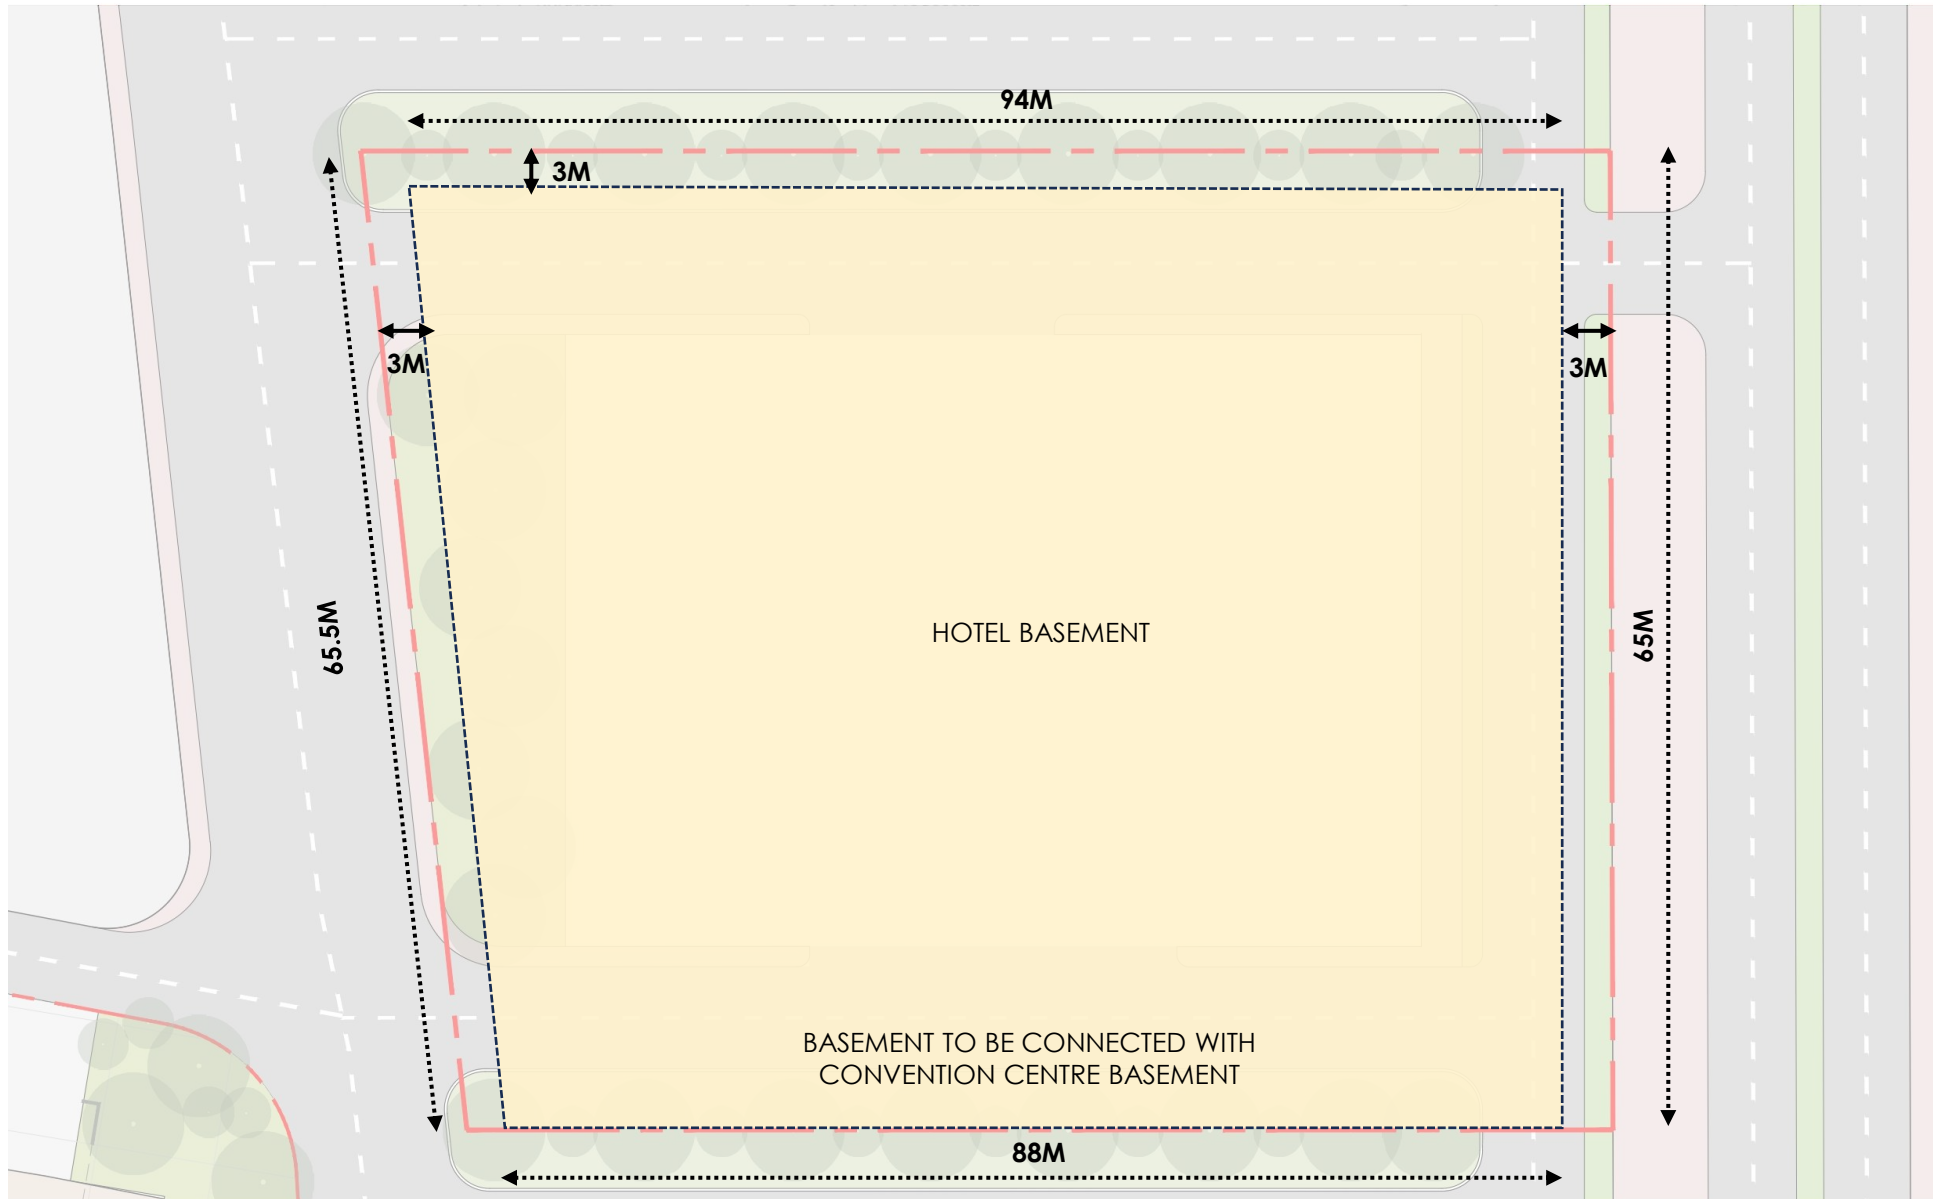 94M
3M
3M
3M
65.5M
HOTEL BASEMENT
65M
BASEMENT TO BE CONNECTED WITH
CONVENTION CENTRE BASEMENT
88M